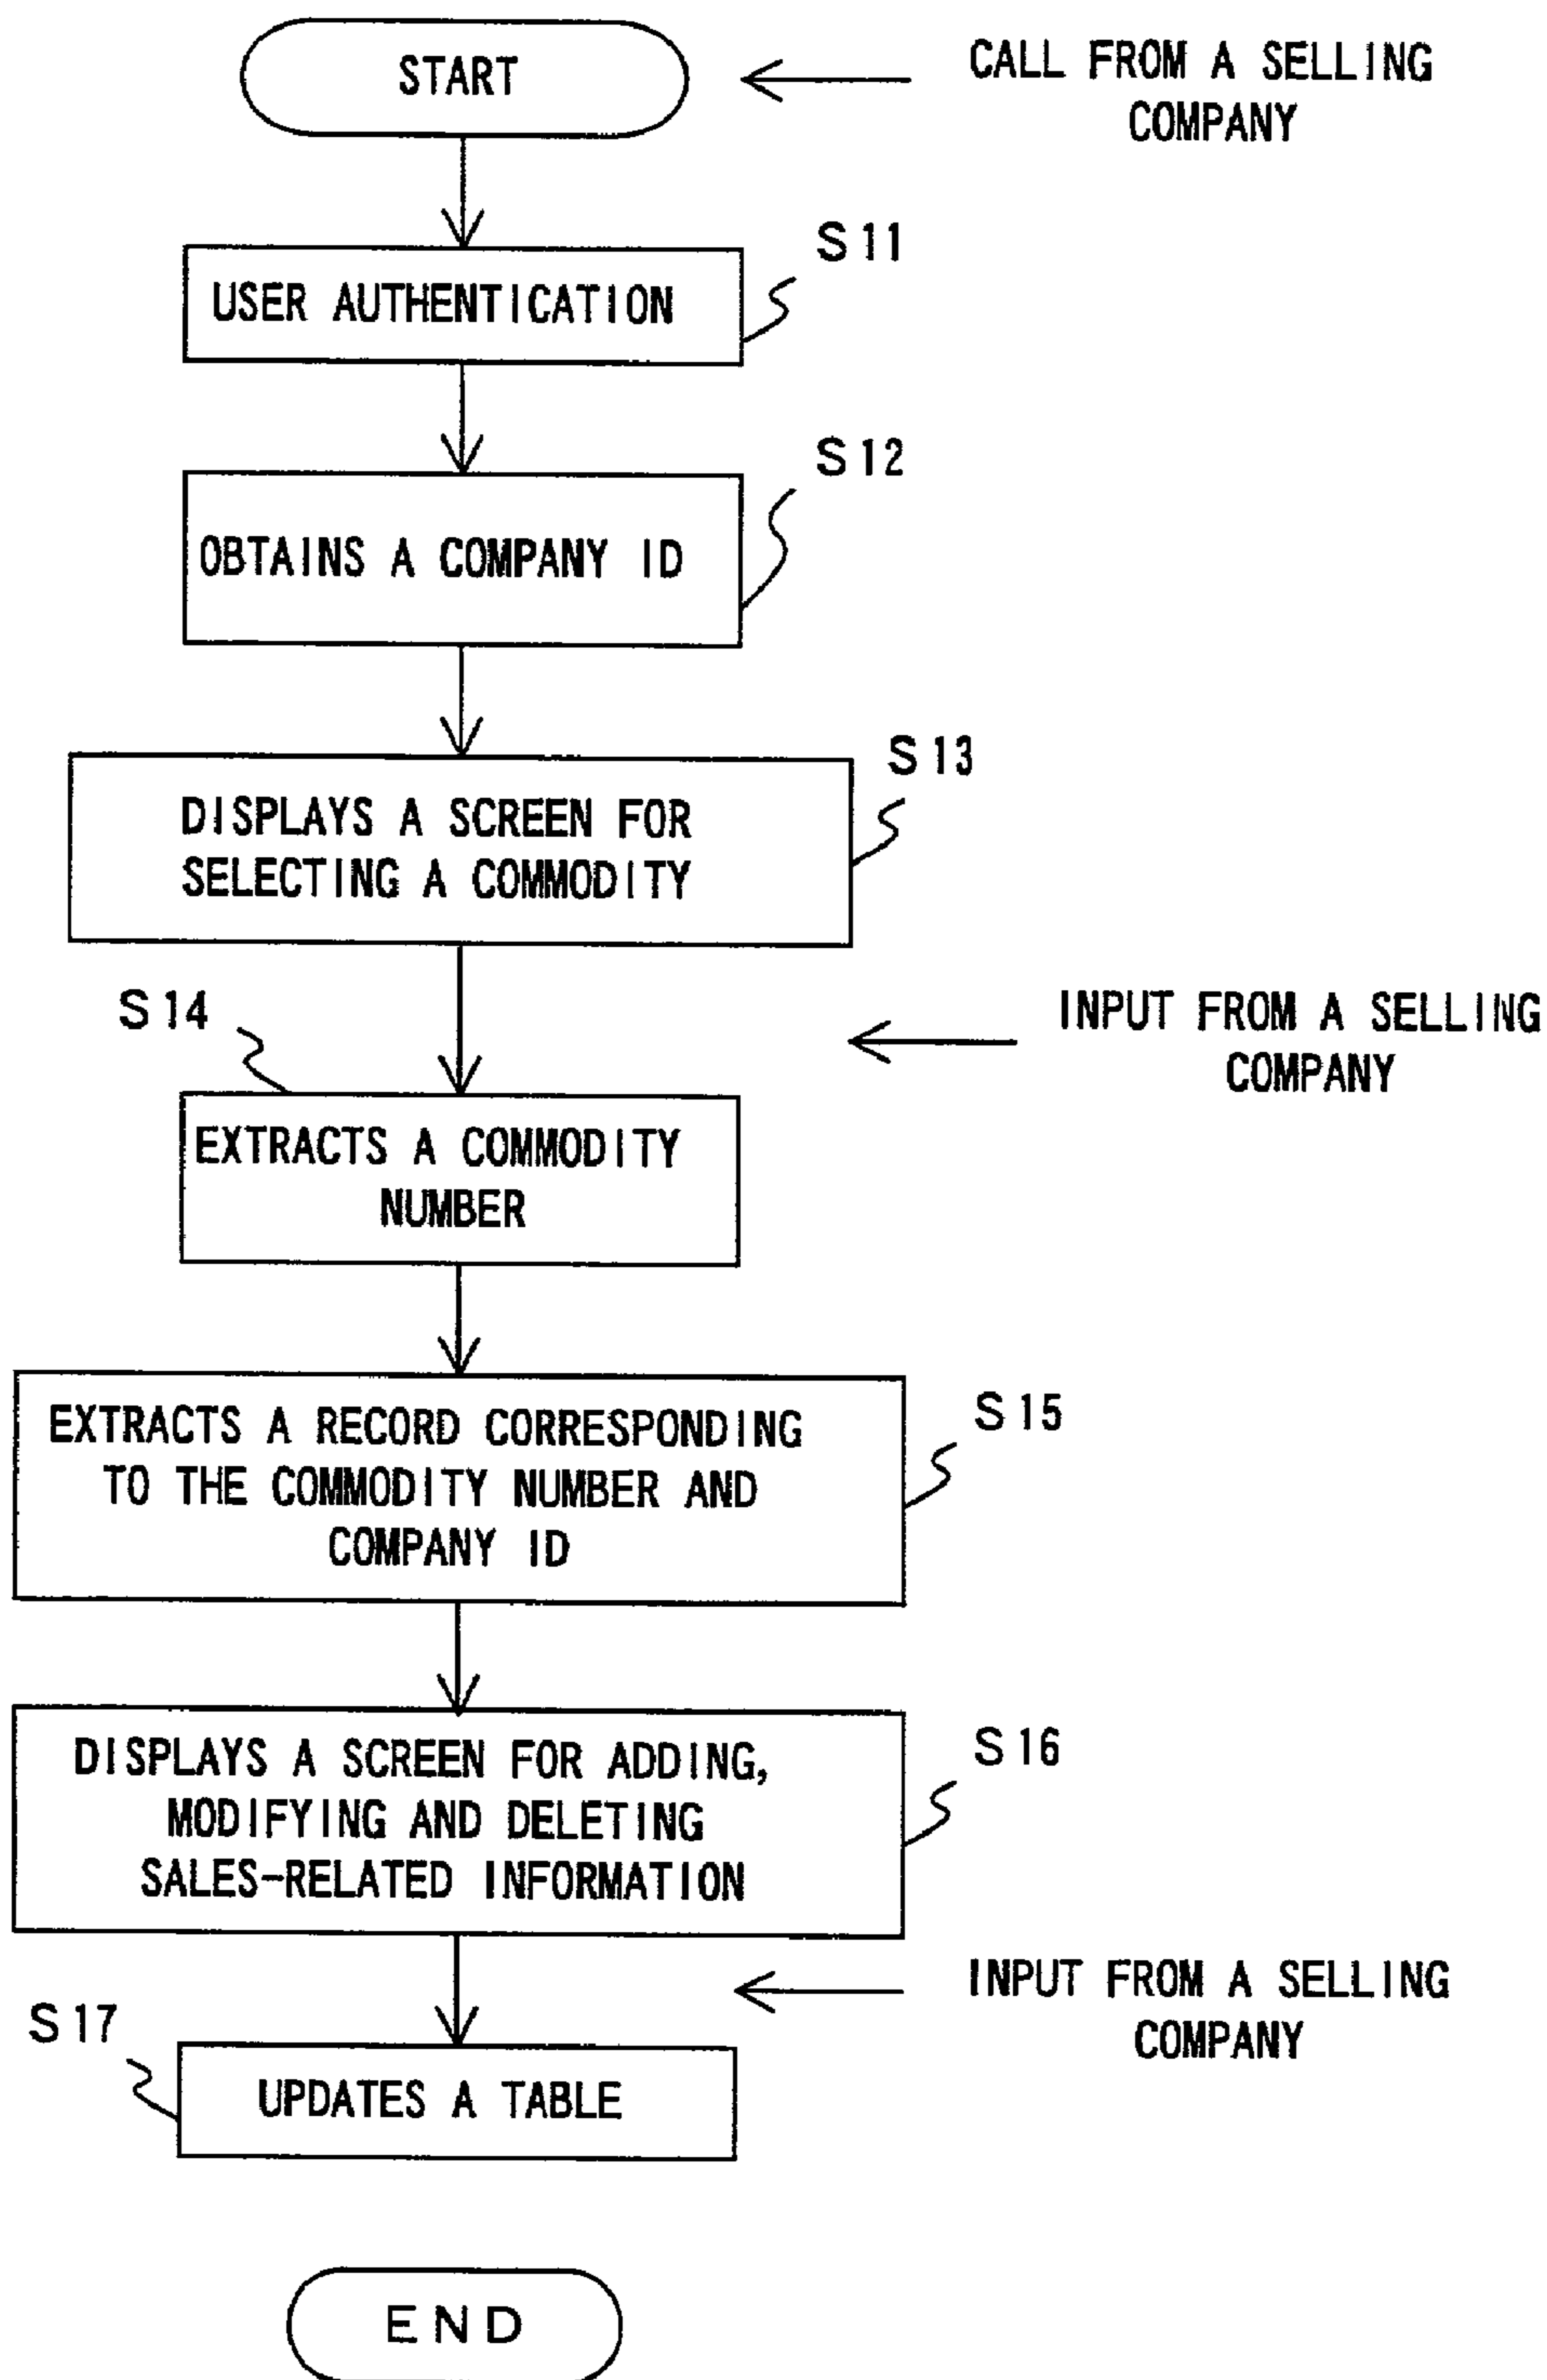 START
CALL FROM A SELLING
COMPANY
S11
USER AUTHENTICATION
S12
OBTAINS A COMPANY ID
S13
DISPLAYS A SCREEN FOR
SELECTING A COMMODITY
S14
INPUT FROM A SELLING
COMPANY
EXTRACTS A COMMODITY
NUMBER
S15
EXTRACTS A RECORD CORRESPONDING
TO THE COMMODITY NUMBER AND
COMPANY ID
S16
DISPLAYS A SCREEN FOR ADDING,
MODIFYING AND DELETING
SALES-RELATED INFORMATION
INPUT FROM A SELLING
COMPANY
S17
UPDATES A TABLE
END